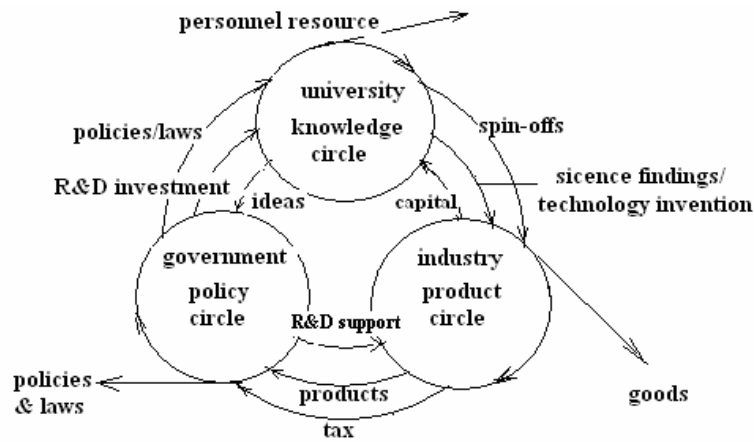 personnel resource
university
knowledge
circle
policies/laws
spin-offs
R&D investment
ideas
capital
sicence findings/
technology invention
government
policy
circle
industry
product
circle
R&D support
policies
& laws
products
goods
tax